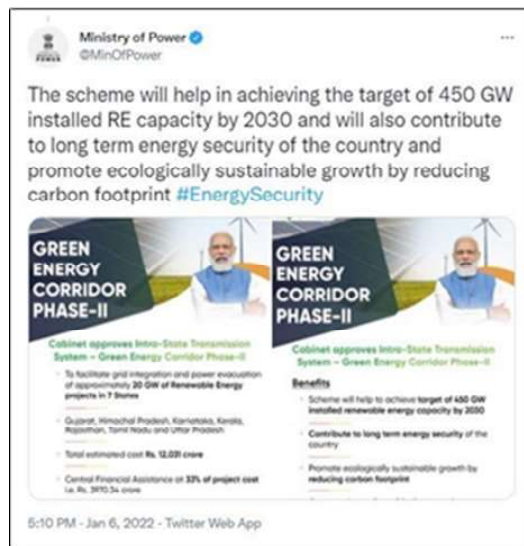 Ministry of Power
@MinOfPower
The scheme will help in achieving the target of 450 GW
installed RE capacity by 2030 and will also contribute
to long term energy security of the country and
promote ecologically sustainable growth by reducing
carbon footprint #EnergySecurity
GREEN
ENERGY
CORRIDOR
PHASE-II
Cabinet approves Intra-State Transmission
System – Green Energy Corridor Phase-II
To facilitate grid integration and power evacuation
of approximately 20 GW of Renewable Energy
projects in 7 States
Gujarat, Himachal Pradesh, Karnataka, Kerala,
Rajasthan, Tamil Nadu and Uttar Pradesh
Total estimated cost Rs. 12,031 crore
Central Financial Assistance at 33% of project cost
i.e. Rs. 3970.34 crore
GREEN
ENERGY
CORRIDOR
PHASE-II
Cabinet approves Intra-State Transmission
System – Green Energy Corridor Phase-II
Benefits
Scheme will help to achieve target of 450 GW
installed renewable energy capacity by 2030
Contribute to long term energy security of the
country
Promote ecologically sustainable growth by
reducing carbon footprint
5:10 PM - Jan 6, 2022 - Twitter Web App